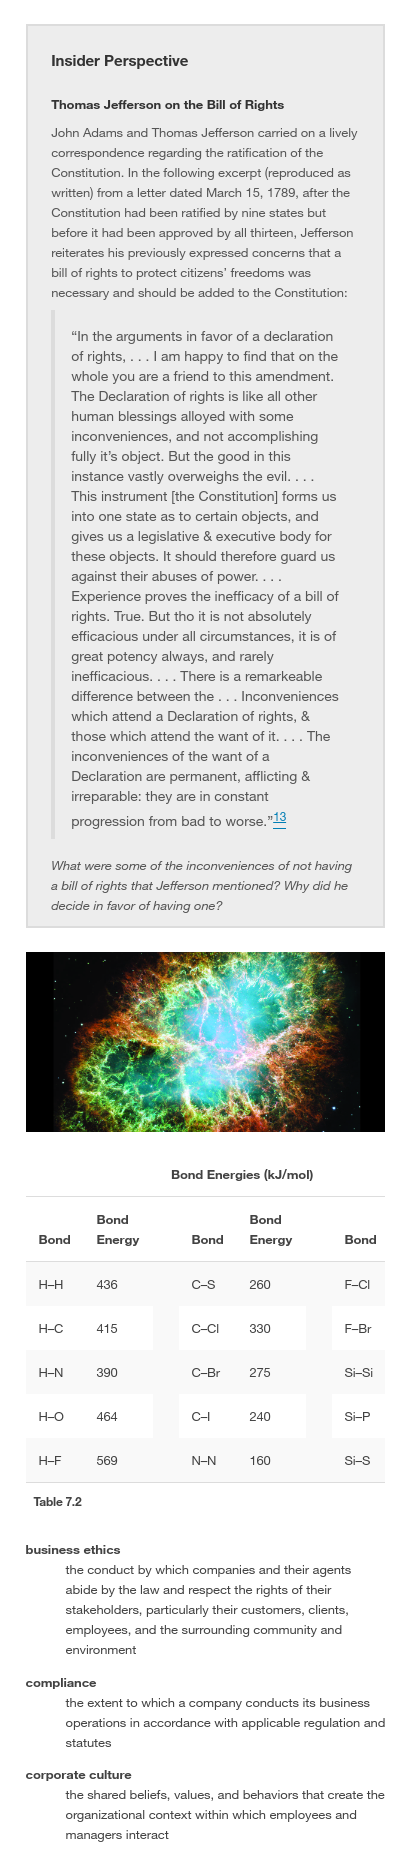 Insider Perspective
Thomas Jefferson on the Bill of Rights
John Adams and Thomas Jefferson carried on a lively
correspondence regarding the ratification of the
Constitution. In the following excerpt (reproduced as
written) from a letter dated March 15, 1789, after the
Constitution had been ratified by nine states but
before it had been approved by all thirteen, Jefferson
reiterates his previously expressed concerns that a
bill of rights to protect citizens’ freedoms was
necessary and should be added to the Constitution:
“In the arguments in favor of a declaration
of rights, . . . I am happy to find that on the
whole you are a friend to this amendment.
The Declaration of rights is like all other
human blessings alloyed with some
inconveniences, and not accomplishing
fully it’s object. But the good in this
instance vastly overweighs the evil. . . .
This instrument [the Constitution] forms us
into one state as to certain objects, and
gives us a legislative & executive body for
these objects. It should therefore guard us
against their abuses of power. . . .
Experience proves the inefficacy of a bill of
rights. True. But tho it is not absolutely
efficacious under all circumstances, it is of
great potency always, and rarely
inefficacious. . . . There is a remarkeable
difference between the . . . Inconveniences
which attend a Declaration of rights, &
those which attend the want of it. . . . The
inconveniences of the want of a
Declaration are permanent, afflicting &
irreparable: they are in constant
progression from bad to worse.”13
What were some of the inconveniences of not having
a bill of rights that Jefferson mentioned? Why did he
decide in favor of having one?
Bond Energies (kJ/mol)
Bond Bond Energy Bond Bond Energy Bond
H–H 436 C–S 260 F–Cl
H–C 415 C–Cl 330 F–Br
H–N 390 C–Br 275 Si–Si
H–O 464 C–I 240 Si–P
H–F 569 N–N 160 Si–S
Table 7.2
business ethics
the conduct by which companies and their agents
abide by the law and respect the rights of their
stakeholders, particularly their customers, clients,
employees, and the surrounding community and
environment
compliance
the extent to which a company conducts its business
operations in accordance with applicable regulation and
statutes
corporate culture
the shared beliefs, values, and behaviors that create the
organizational context within which employees and
managers interact